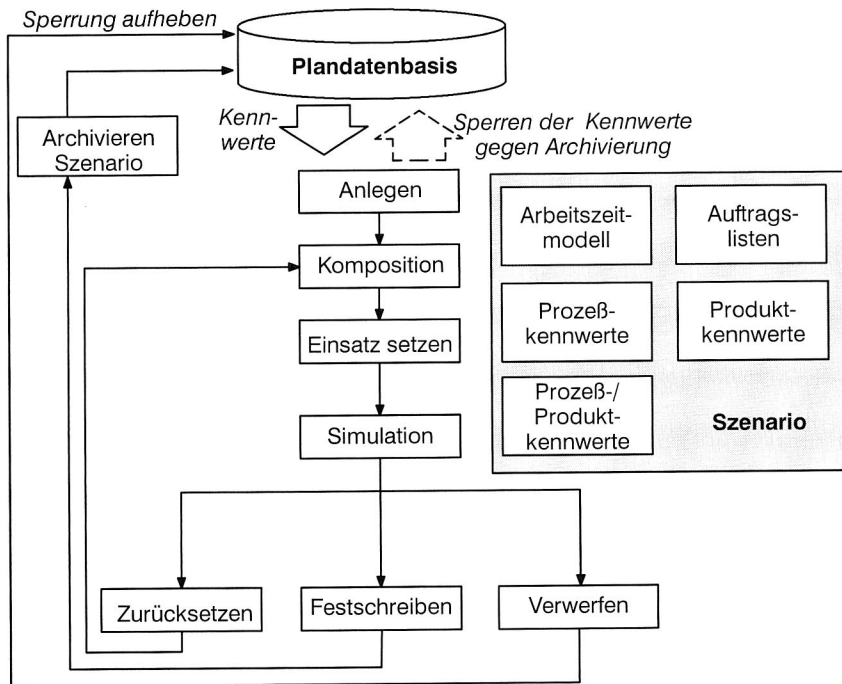 Sperrung aufheben
Plandatenbasis
Kenn-
werte
Sperren der Kennwerte
gegen Archivierung
Archivieren
Szenario
Anlegen
Komposition
Einsatz setzen
Simulation
Arbeitszeit-
modell
Auftrags-
listen
Prozeß-
kennwerte
Produkt-
kennwerte
Prozeß-/
Produkt-
kennwerte
Szenario
Zurücksetzen
Festschreiben
Verwerfen